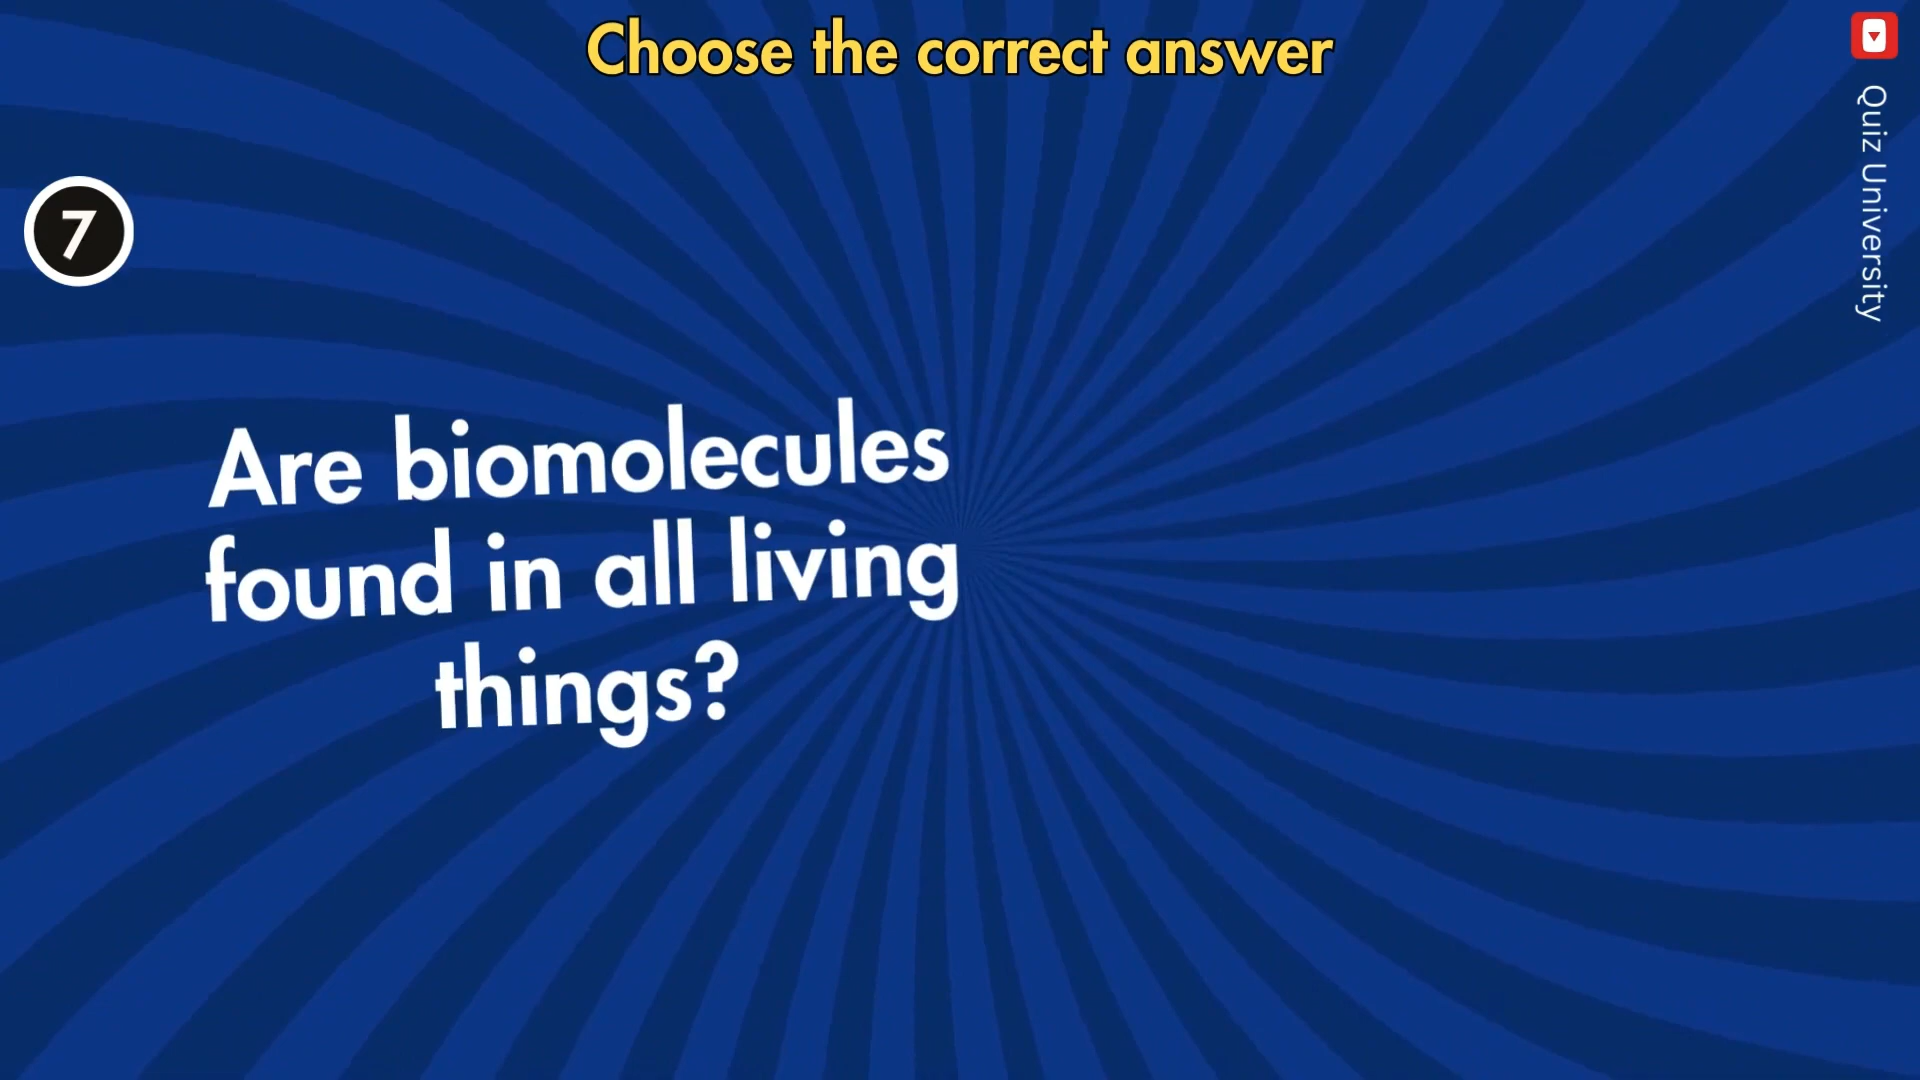 Choose the correct answer
Quiz University
7
Are biomolecules
found in all living
things?